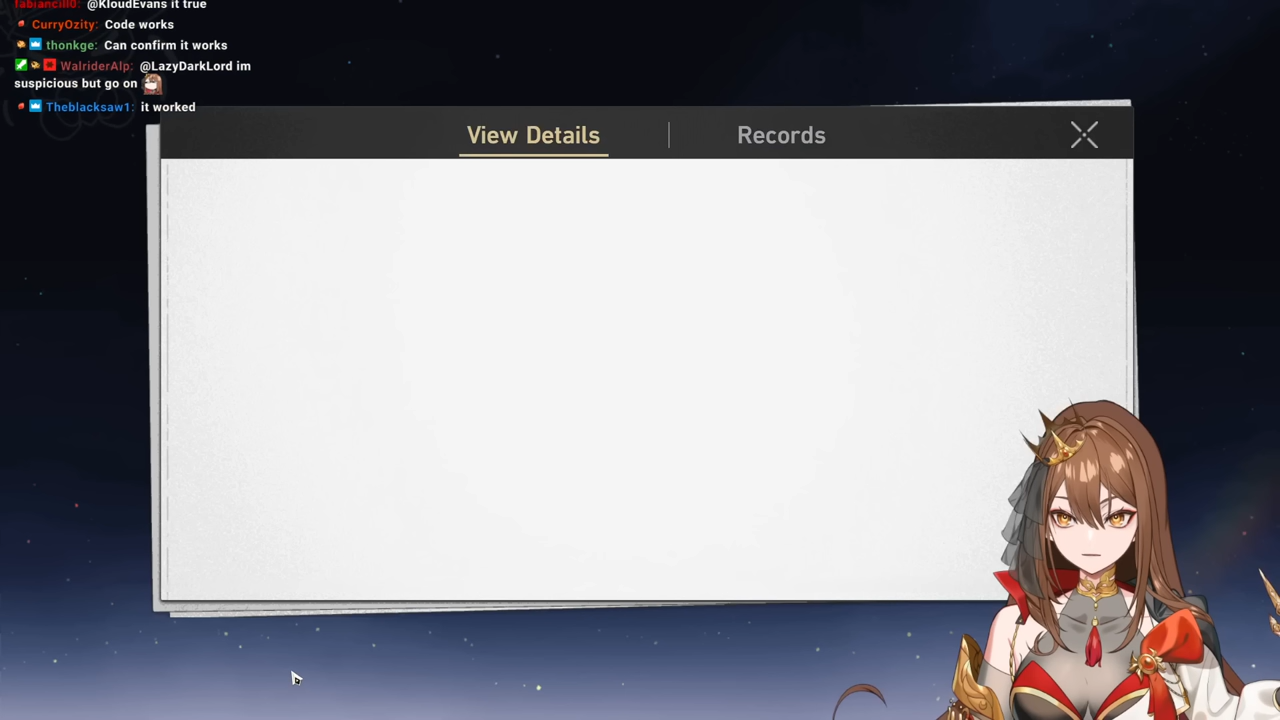 fabiancill0: @KloudEvans it true
CurryOzity: Code works
thonkge: Can confirm it works
WalriderAlp: @LazyDarkLord im
suspicious but go on
Theblacksaw1: it worked
View Details
Records